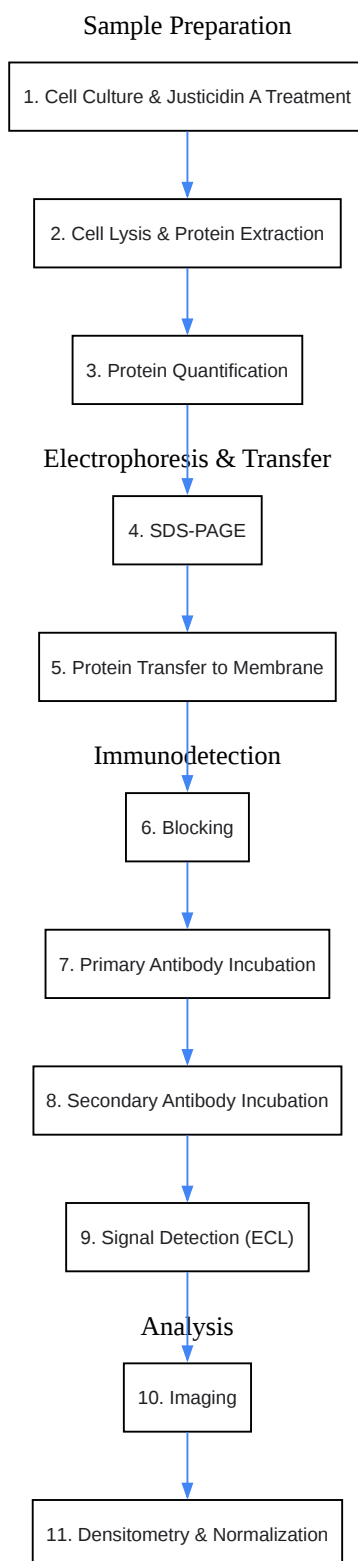 Sample Preparation
1. Cell Culture & Justicidin A Treatment
2. Cell Lysis & Protein Extraction
3. Protein Quantification
Electrophoresis & Transfer
4. SDS-PAGE
5. Protein Transfer to Membrane
Immunodetection
6. Blocking
7. Primary Antibody Incubation
8. Secondary Antibody Incubation
9. Signal Detection (ECL)
Analysis
10. Imaging
11. Densitometry & Normalization